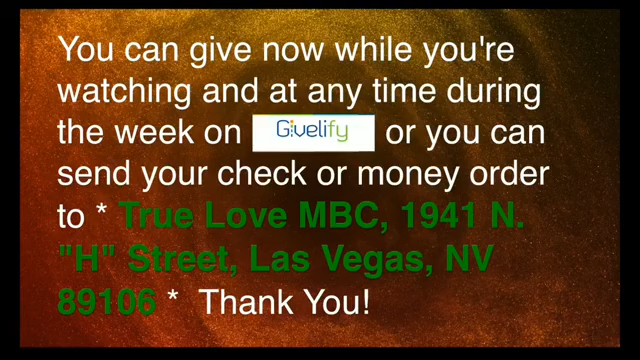 You can give now while you're
watching and at any time during
the week on Givelify or you can
send your check or money order
to * True Love MBC, 1941 N.
"H" Street, Las Vegas, NV
89106 * Thank You!